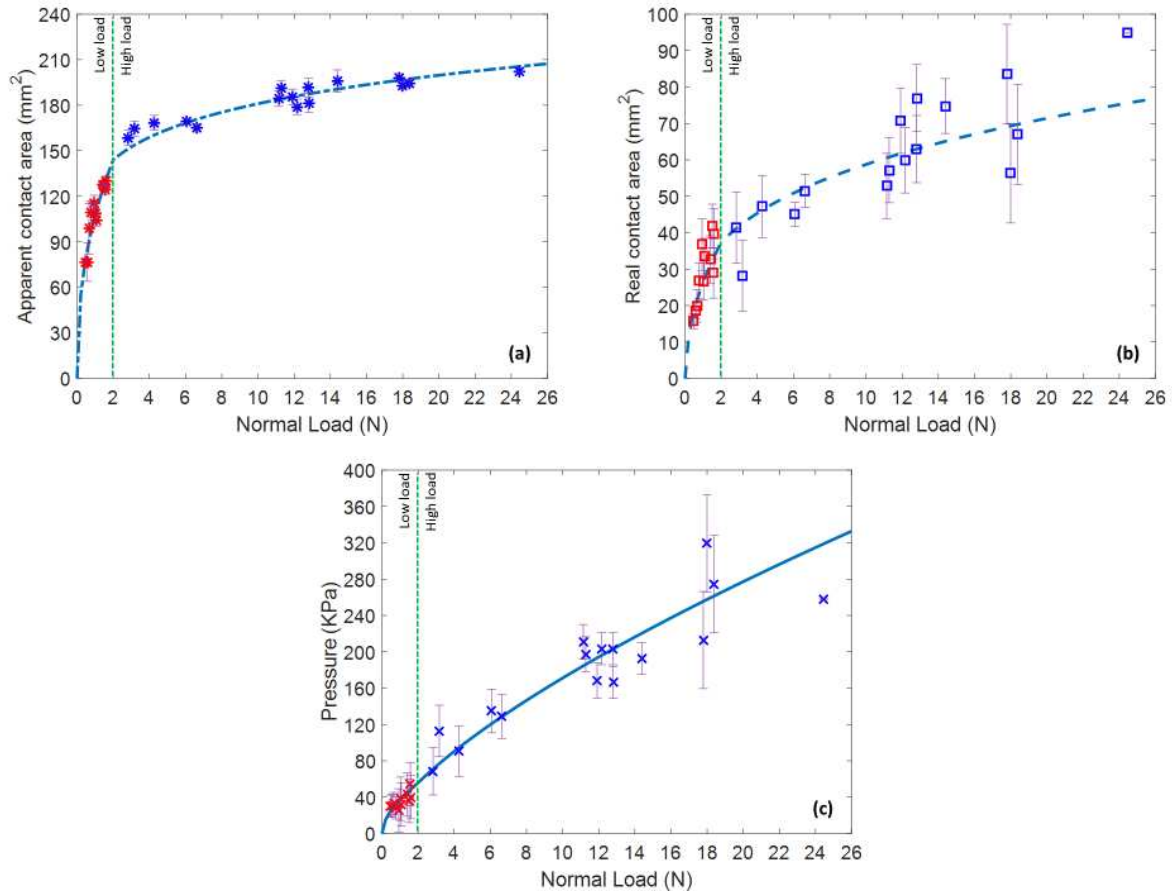 Low load
High load
Apparent contact area (mm²)
240
210
180
150
120
90
60
30
0
0 2 4 6 8 10 12 14 16 18 20 22 24 26
Normal Load (N)
(a)
Low load
High load
Real contact area (mm²)
100
90
80
70
60
50
40
30
20
10
0
0 2 4 6 8 10 12 14 16 18 20 22 24 26
Normal Load (N)
(b)
Low load
High load
Pressure (KPa)
400
360
320
280
240
200
160
120
80
40
0
0 2 4 6 8 10 12 14 16 18 20 22 24 26
Normal Load (N)
(c)